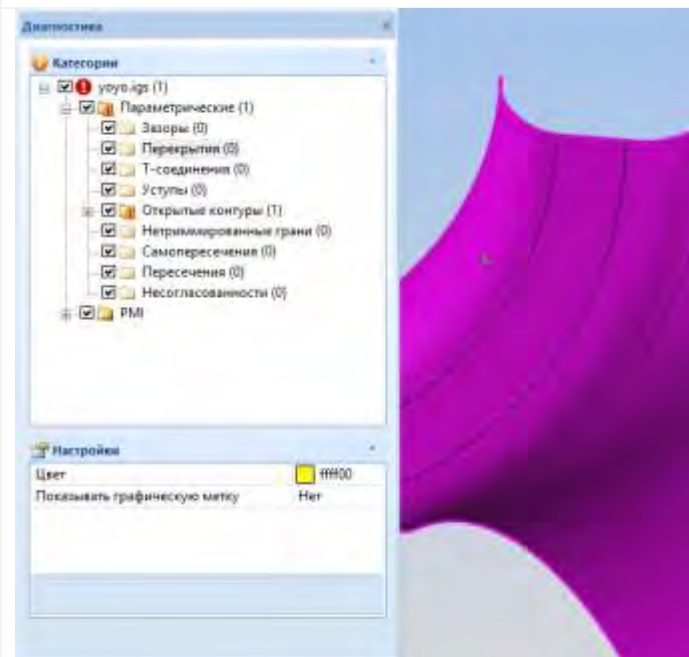 Диагностика
Категории
yoyo.igs (1)
Параметрические (1)
Зазоры (0)
Перекрытия (0)
Т-соединения (0)
Уступы (0)
Открытые контуры (1)
Нетриммированные грани (0)
Самопересечения (0)
Пересечения (0)
Несогласованности (0)
PMI
Настройки
Цвет ffff00
Показывать графическую метку Нет